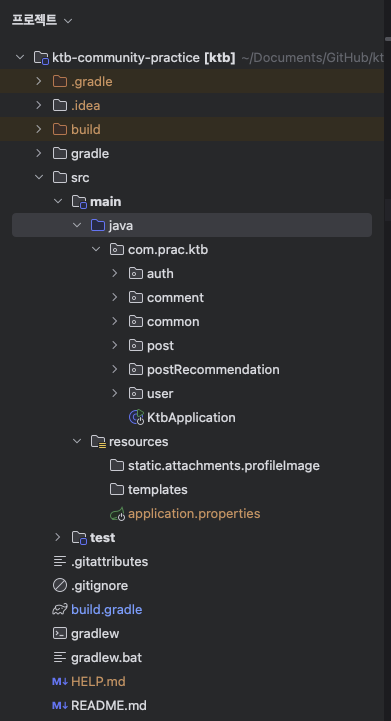 프로젝트
ktb-community-practice [ktb] ~/Documents/GitHub/kt
.gradle
.idea
build
gradle
src
main
java
com.prac.ktb
auth
comment
common
post
postRecommendation
user
KtbApplication
resources
static.attachments.profileImage
templates
application.properties
test
.gitattributes
.gitignore
build.gradle
gradlew
gradlew.bat
M↓ HELP.md
M↓ README.md